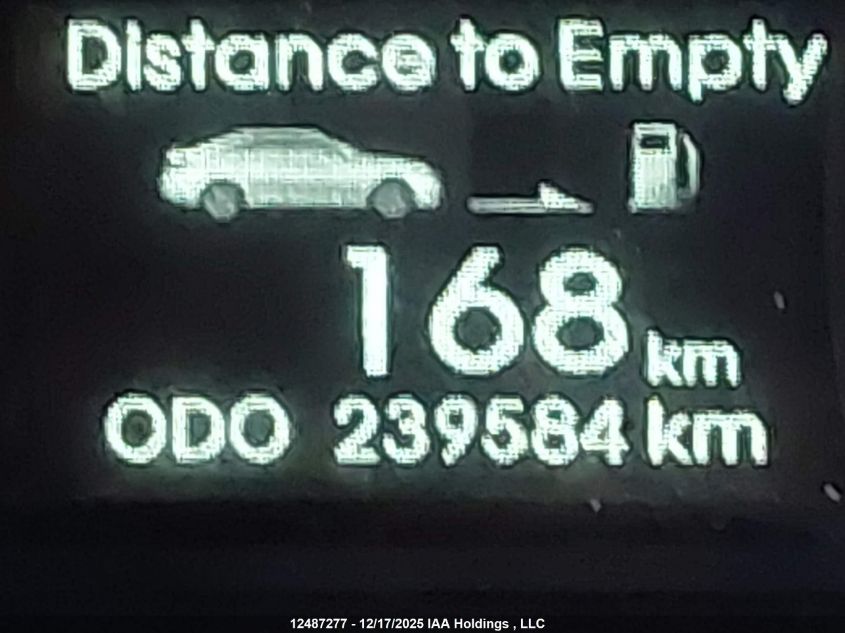 Distance to Empty
168 km
ODO 239584 km
12487277 - 12/17/2025 IAA Holdings , LLC